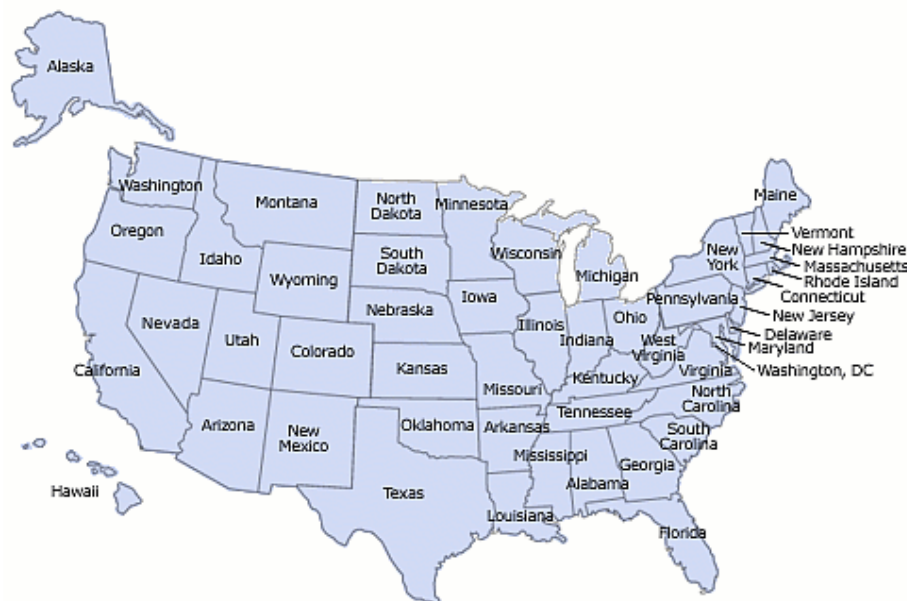 Alaska
Washington
Montana
North
Dakota
Minnesota
Maine
Oregon
Idaho
Wyoming
South
Dakota
Wisconsin
Michigan
New
York
Vermont
New Hampshire
Massachusetts
Rhode Island
Connecticut
Nevada
Utah
Colorado
Nebraska
Iowa
Illinois
Indiana
Ohio
Pennsylvania
New Jersey
Delaware
Maryland
Washington, DC
California
Kansas
Missouri
Kentucky
West
Virginia
Virginia
Arizona
New
Mexico
Oklahoma
Arkansas
Tennessee
North
Carolina
South
Carolina
Hawaii
Texas
Louisiana
Mississippi
Alabama
Georgia
Florida